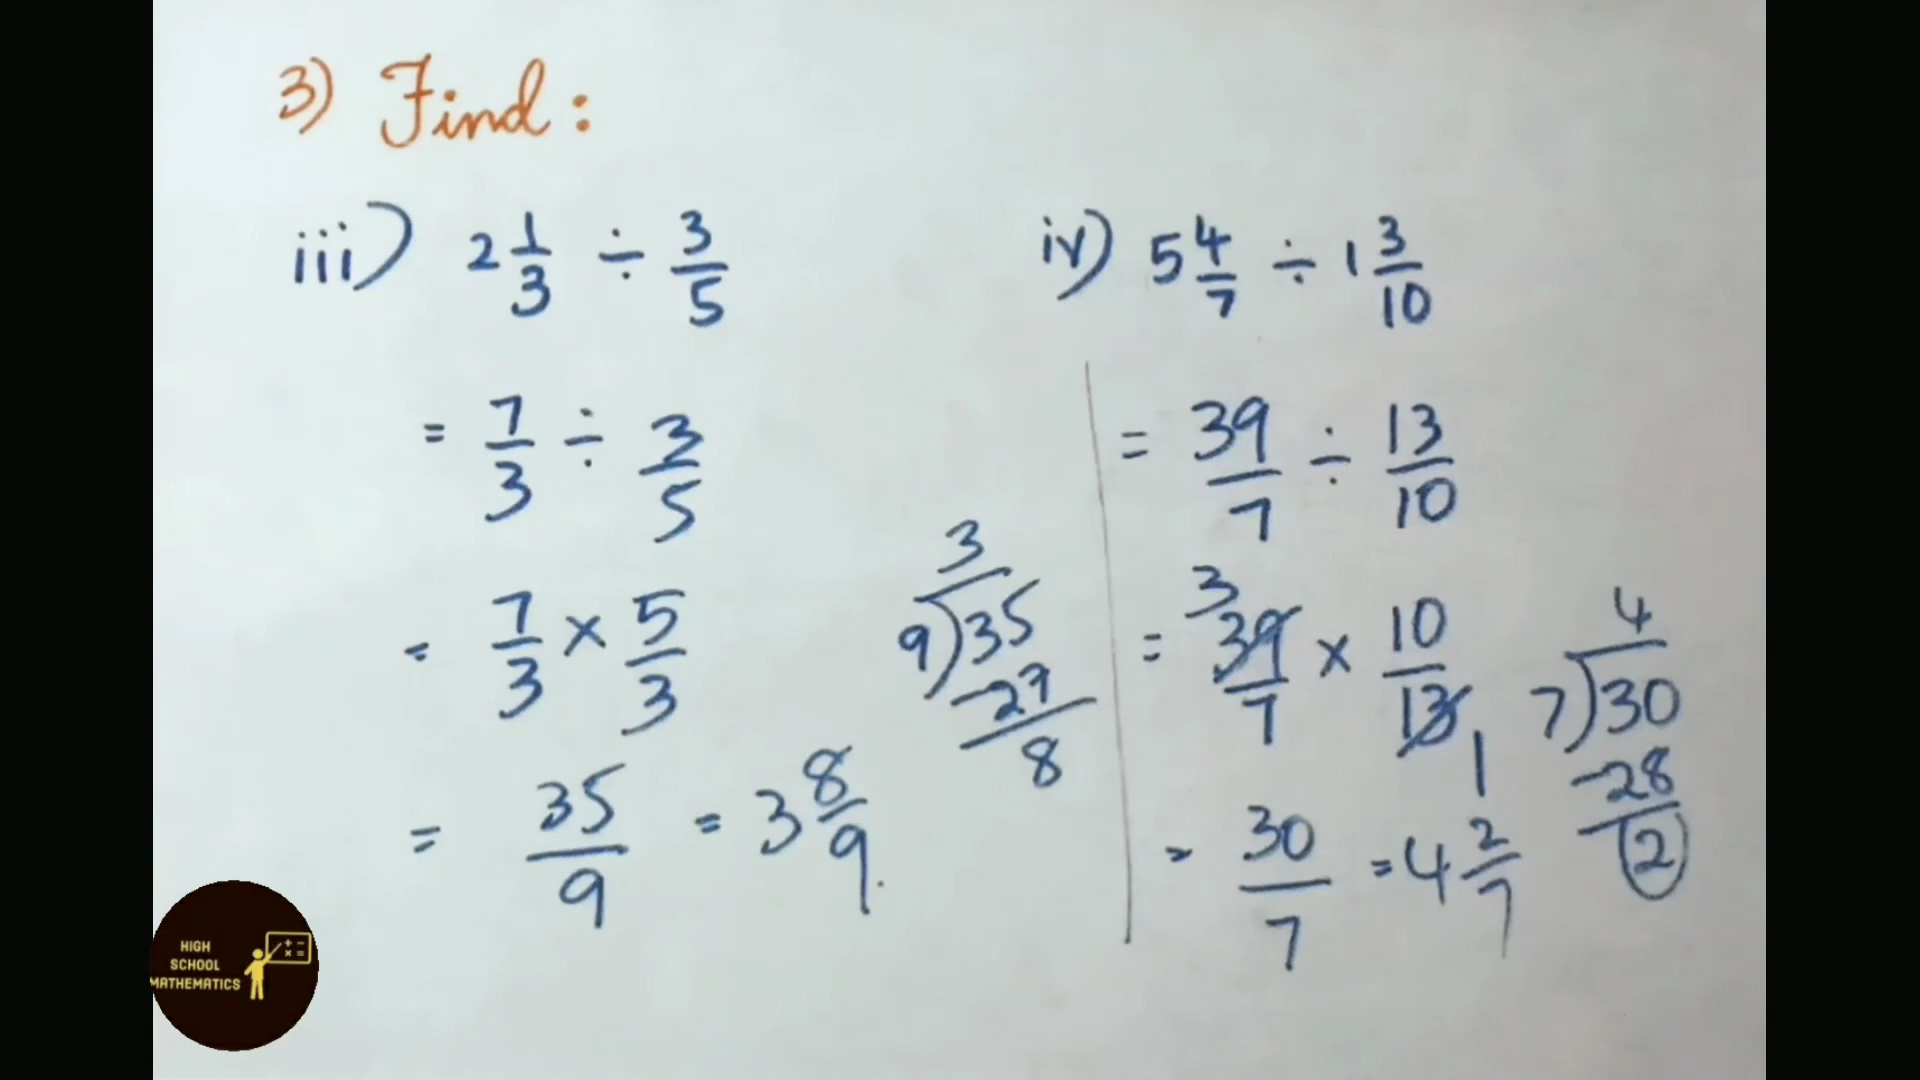 3) Find:
iii) 2 1/3 ÷ 3/5
= 7/3 ÷ 3/5
= 7/3 × 5/3
= 35/9 = 3 8/9.
3
9)35
-27
8
iv) 5 4/7 ÷ 1 3/10
= 39/7 ÷ 13/10
3
= 39/7 × 10/13
1
= 30/7 = 4 2/7
4
7)30
-28
2
HIGH
SCHOOL
MATHEMATICS